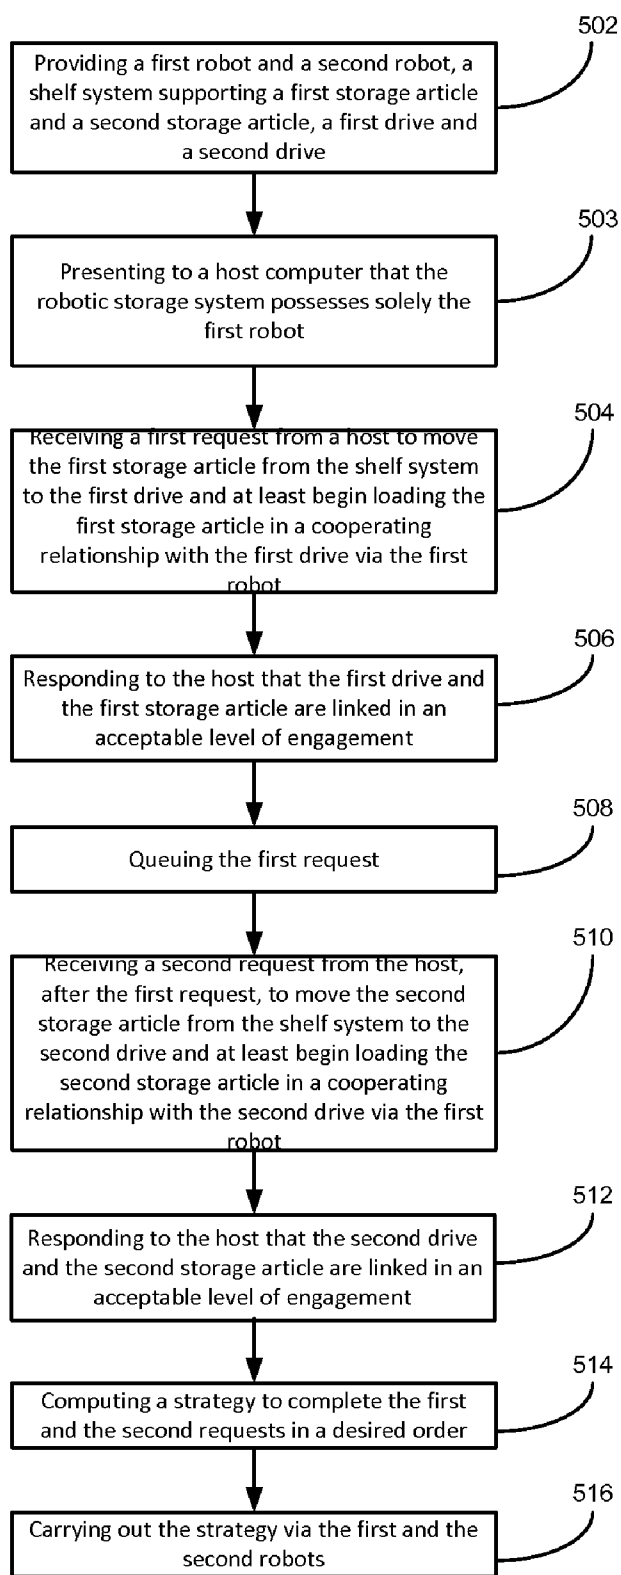 502
Providing a first robot and a second robot, a
shelf system supporting a first storage article
and a second storage article, a first drive and
a second drive
503
Presenting to a host computer that the
robotic storage system possesses solely the
first robot
504
Receiving a first request from a host to move
the first storage article from the shelf system
to the first drive and at least begin loading the
first storage article in a cooperating
relationship with the first drive via the first
robot
506
Responding to the host that the first drive and
the first storage article are linked in an
acceptable level of engagement
508
Queuing the first request
510
Receiving a second request from the host,
after the first request, to move the second
storage article from the shelf system to the
second drive and at least begin loading the
second storage article in a cooperating
relationship with the second drive via the first
robot
512
Responding to the host that the second drive
and the second storage article are linked in an
acceptable level of engagement
514
Computing a strategy to complete the first
and the second requests in a desired order
516
Carrying out the strategy via the first and the
second robots